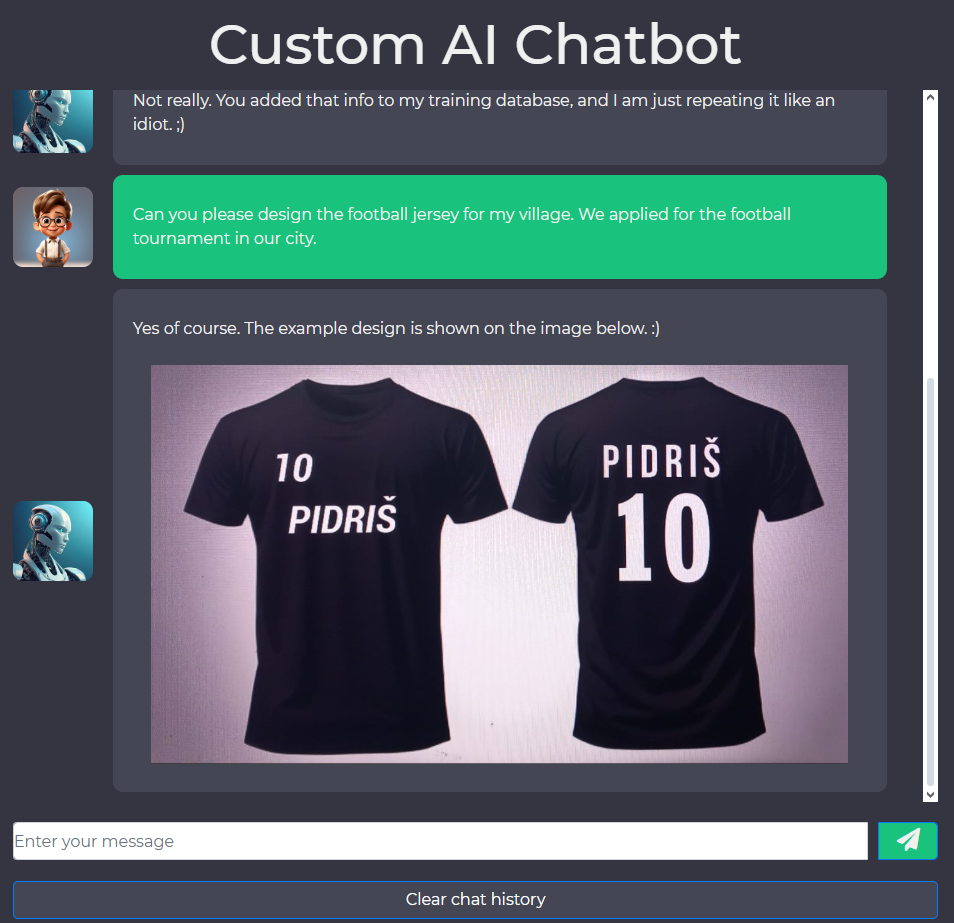 Custom AI Chatbot
Not really. You added that info to my training database, and I am just repeating it like an
idiot. ;)
Can you please design the football jersey for my village. We applied for the football
tournament in our city.
Yes of course. The example design is shown on the image below. :)
10
PIDRIŠ
PIDRIŠ
10
Enter your message
Clear chat history